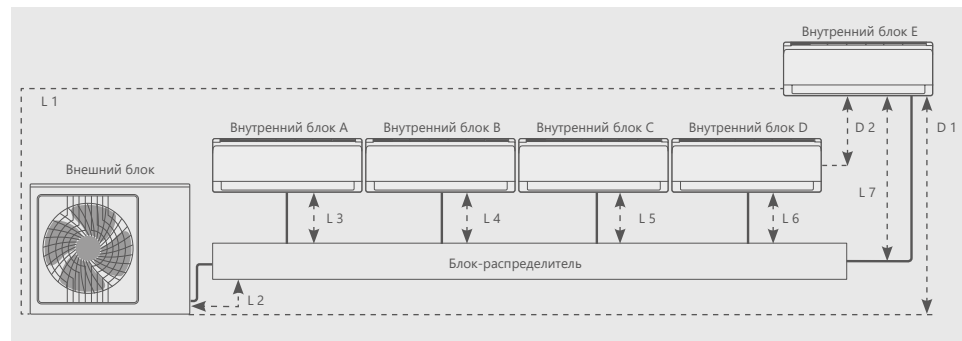 Внутренний блок E
L 1
Внутренний блок A
Внутренний блок B
Внутренний блок C
Внутренний блок D
D 2
D 1
Внешний блок
L 7
L 3
L 4
L 5
L 6
Блок-распределитель
L 2